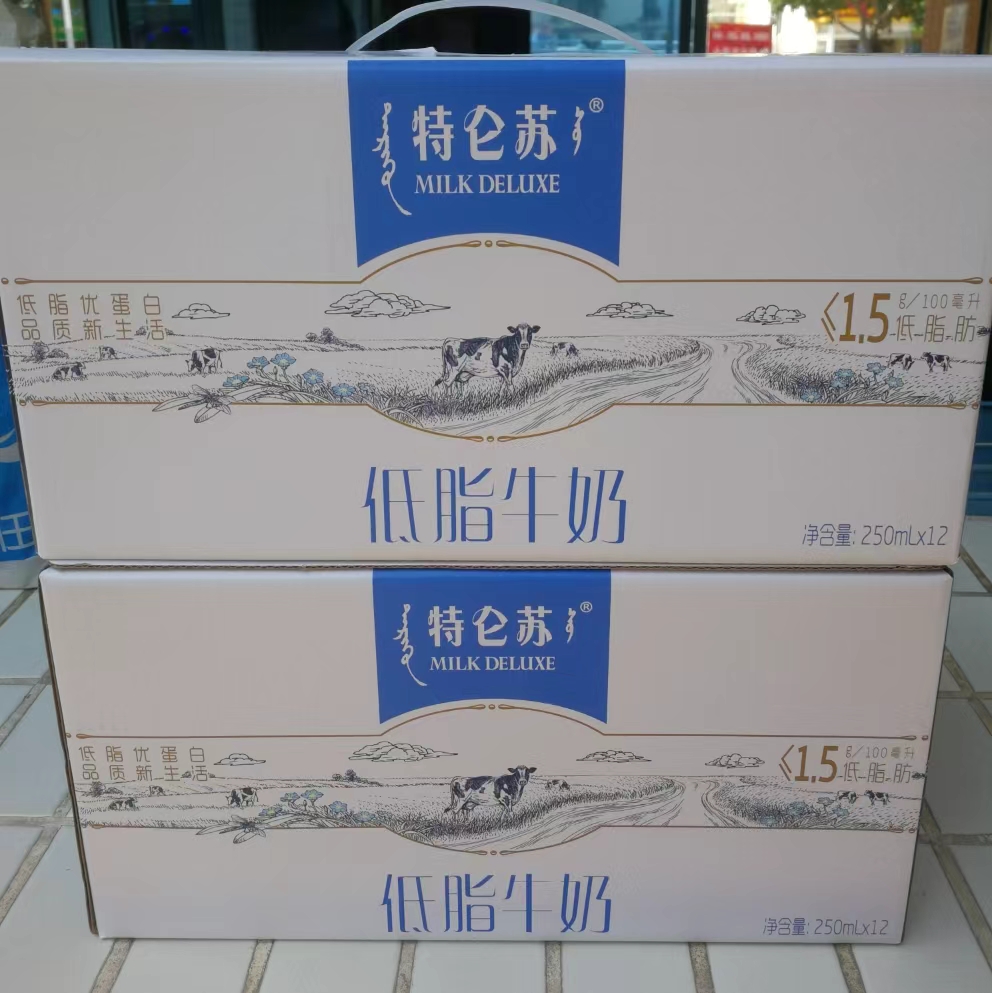 特仑苏®
MILK DELUXE
低脂优蛋白
品质新生活
≤1.5 g/100毫升
低脂肪
低脂牛奶
净含量: 250mLx12
特仑苏®
MILK DELUXE
低脂优蛋白
品质新生活
≤1.5 g/100毫升
低脂肪
低脂牛奶
净含量: 250mLx12